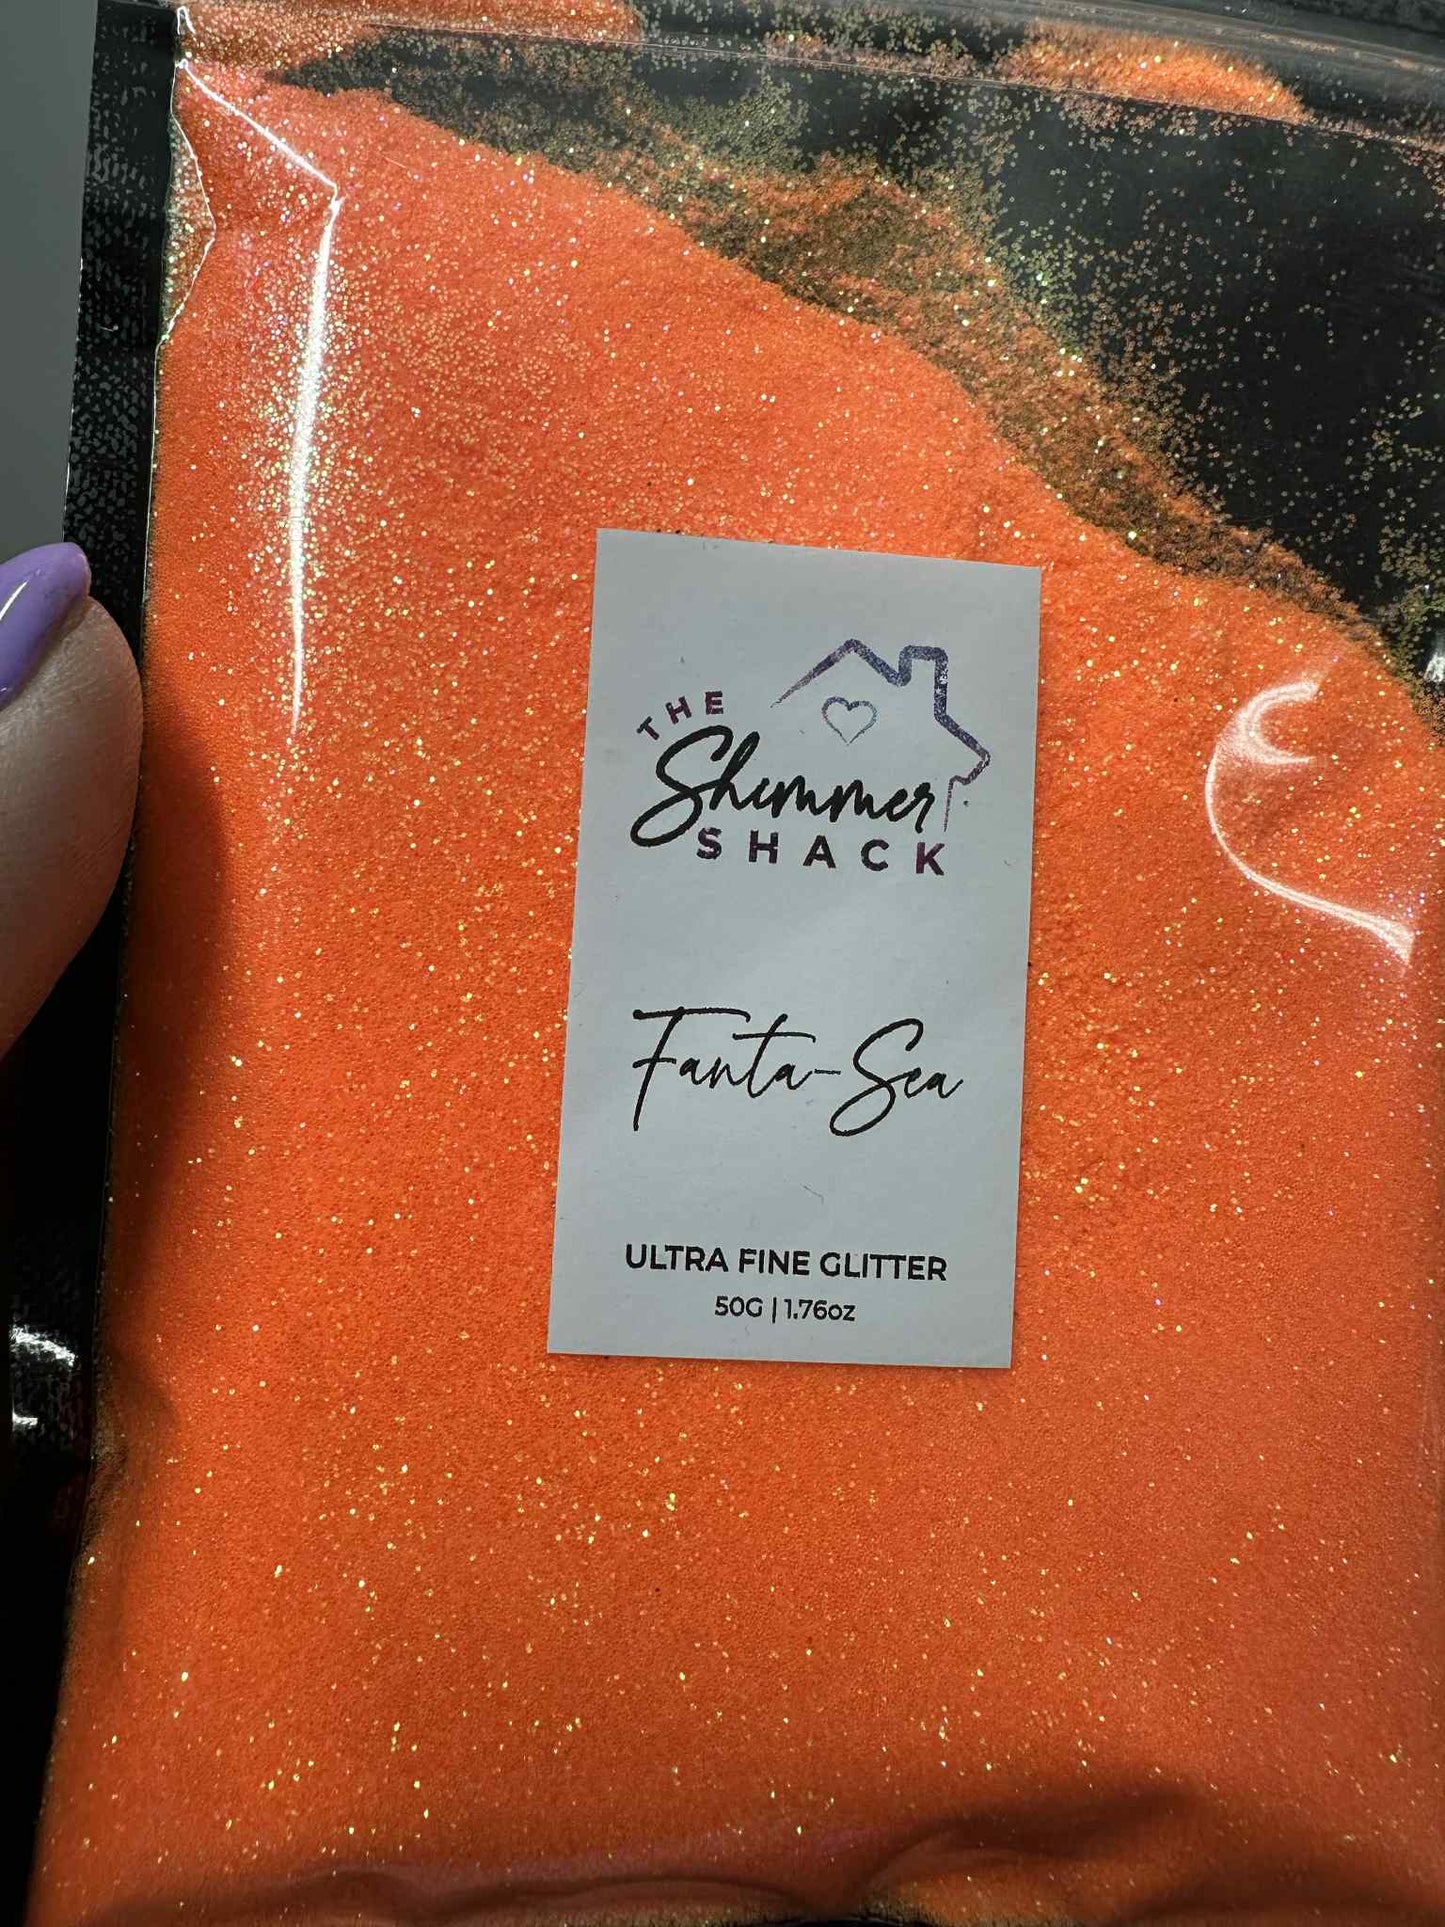 THE
Shimmer
SHACK
Fanta-Sea
ULTRA FINE GLITTER
50G | 1.76oz